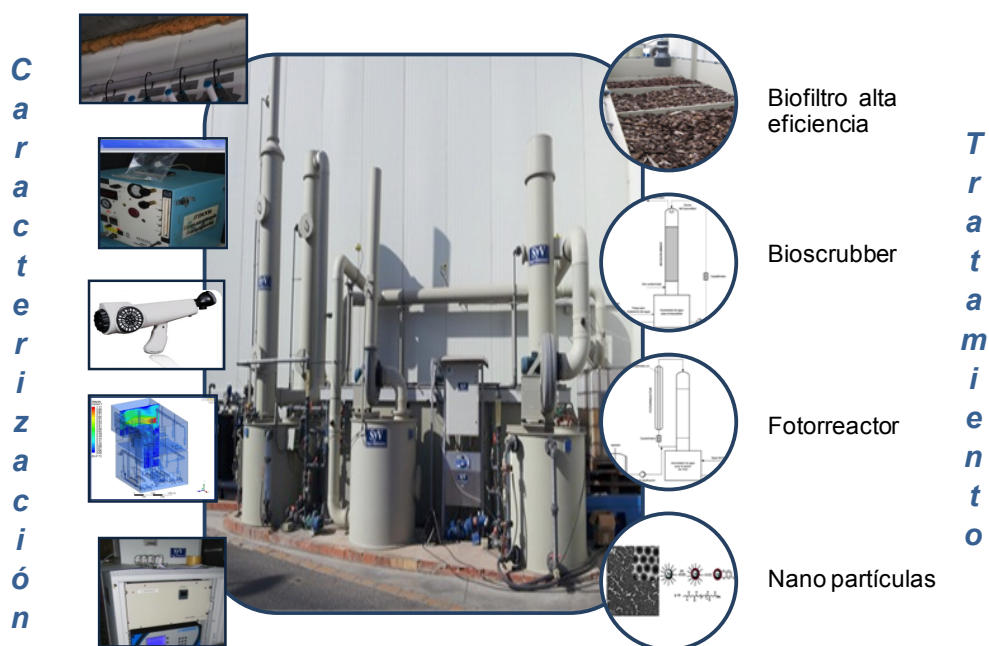 Caracterización
Biofiltro alta
eficiencia
Bioscrubber
Fotorreactor
Nano partículas
Tratamiento